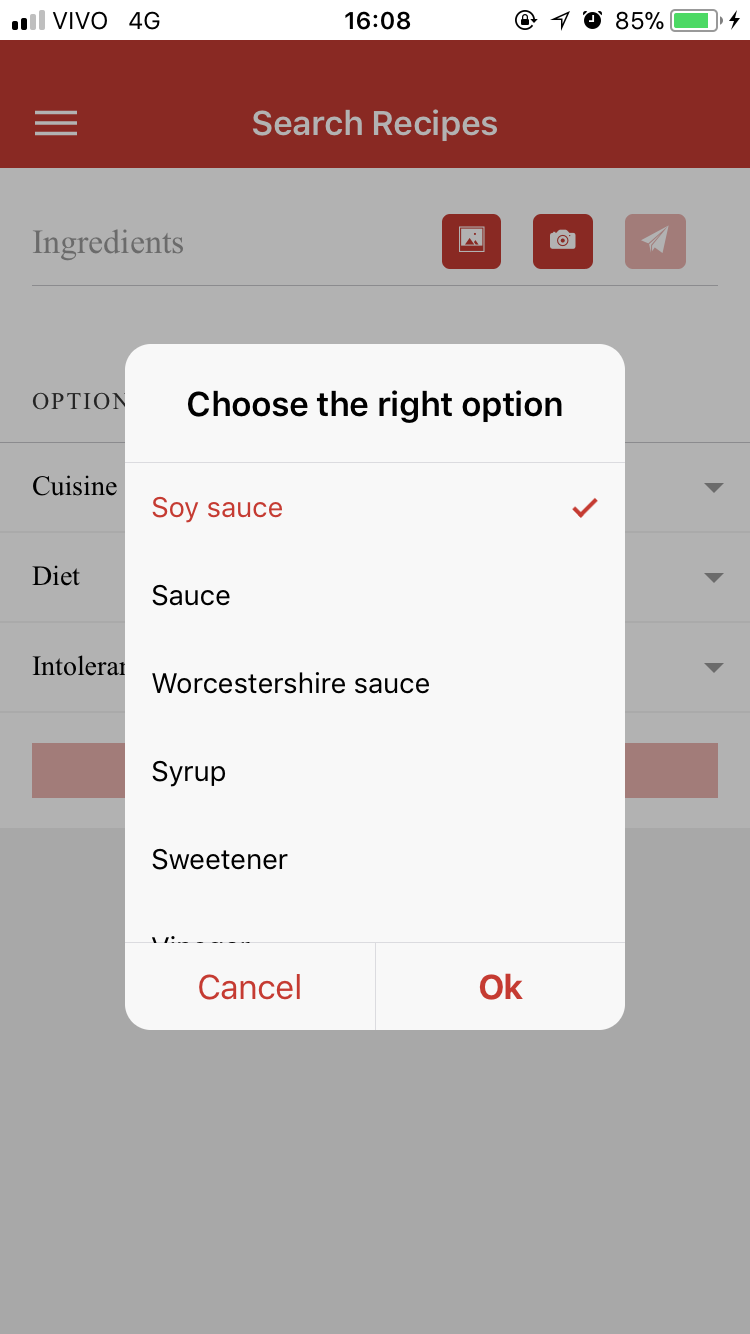 VIVO 4G 16:08 85%
Search Recipes
Ingredients
Choose the right option
OPTION
Cuisine
Soy sauce
Diet
Sauce
Intoleran
Worcestershire sauce
Syrup
Sweetener
Vinegar
Cancel Ok